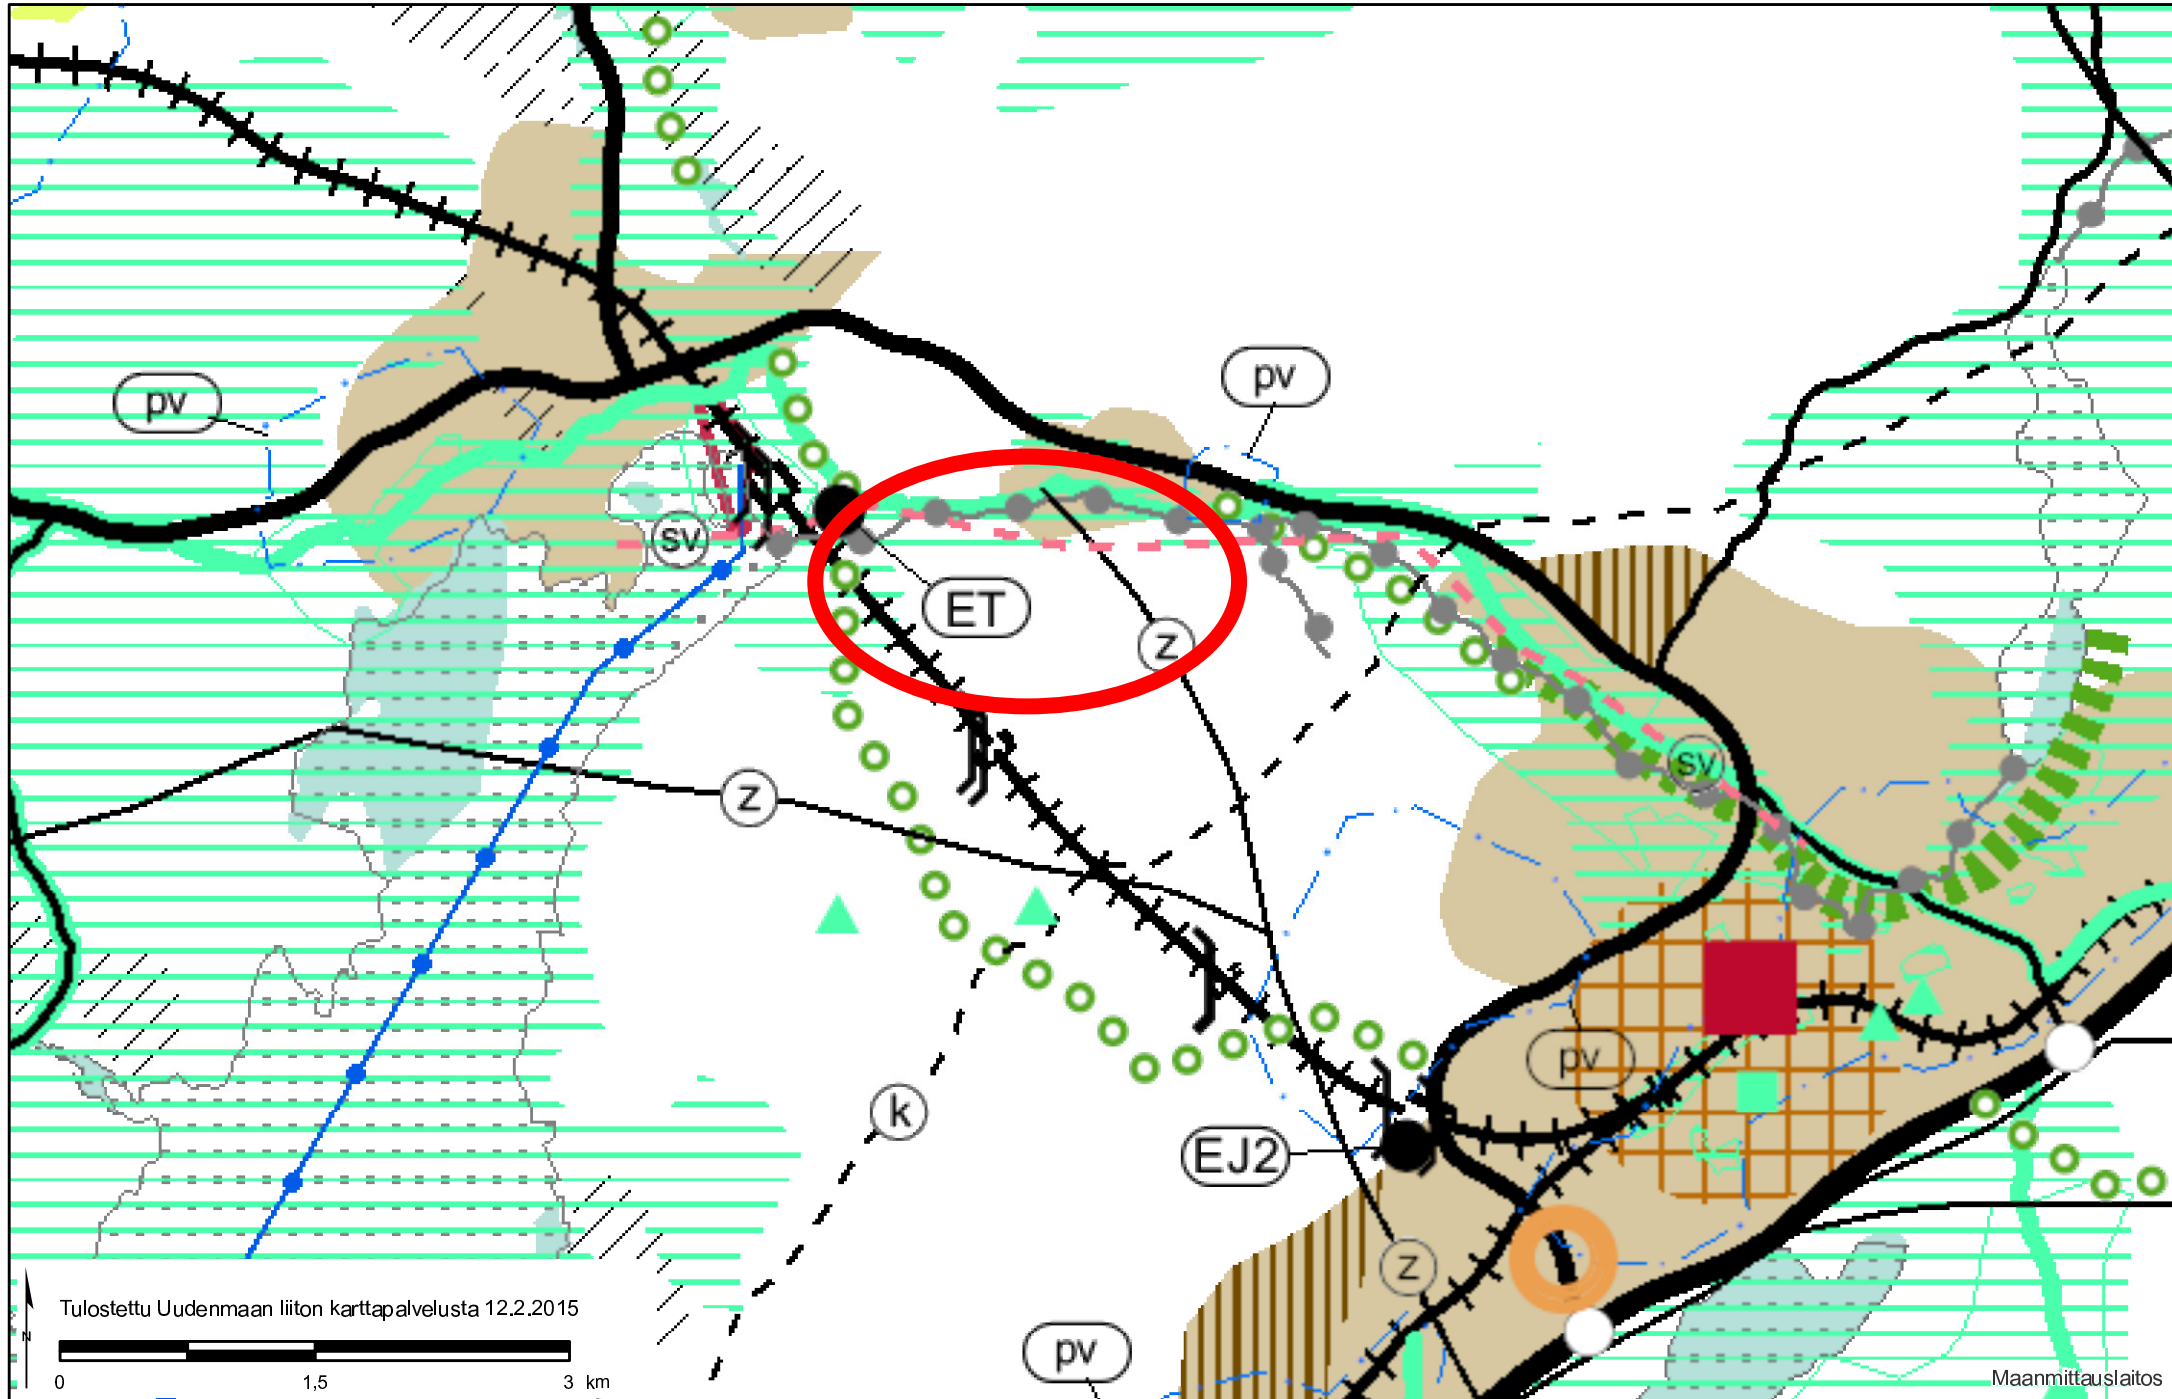 pv
pv
sv
ET
z
sv
z
k
pv
EJ2
z
pv
Tulostettu Uudenmaan liiton karttapalvelusta 12.2.2015
N
0 1,5 3 km
Maanmittauslaitos